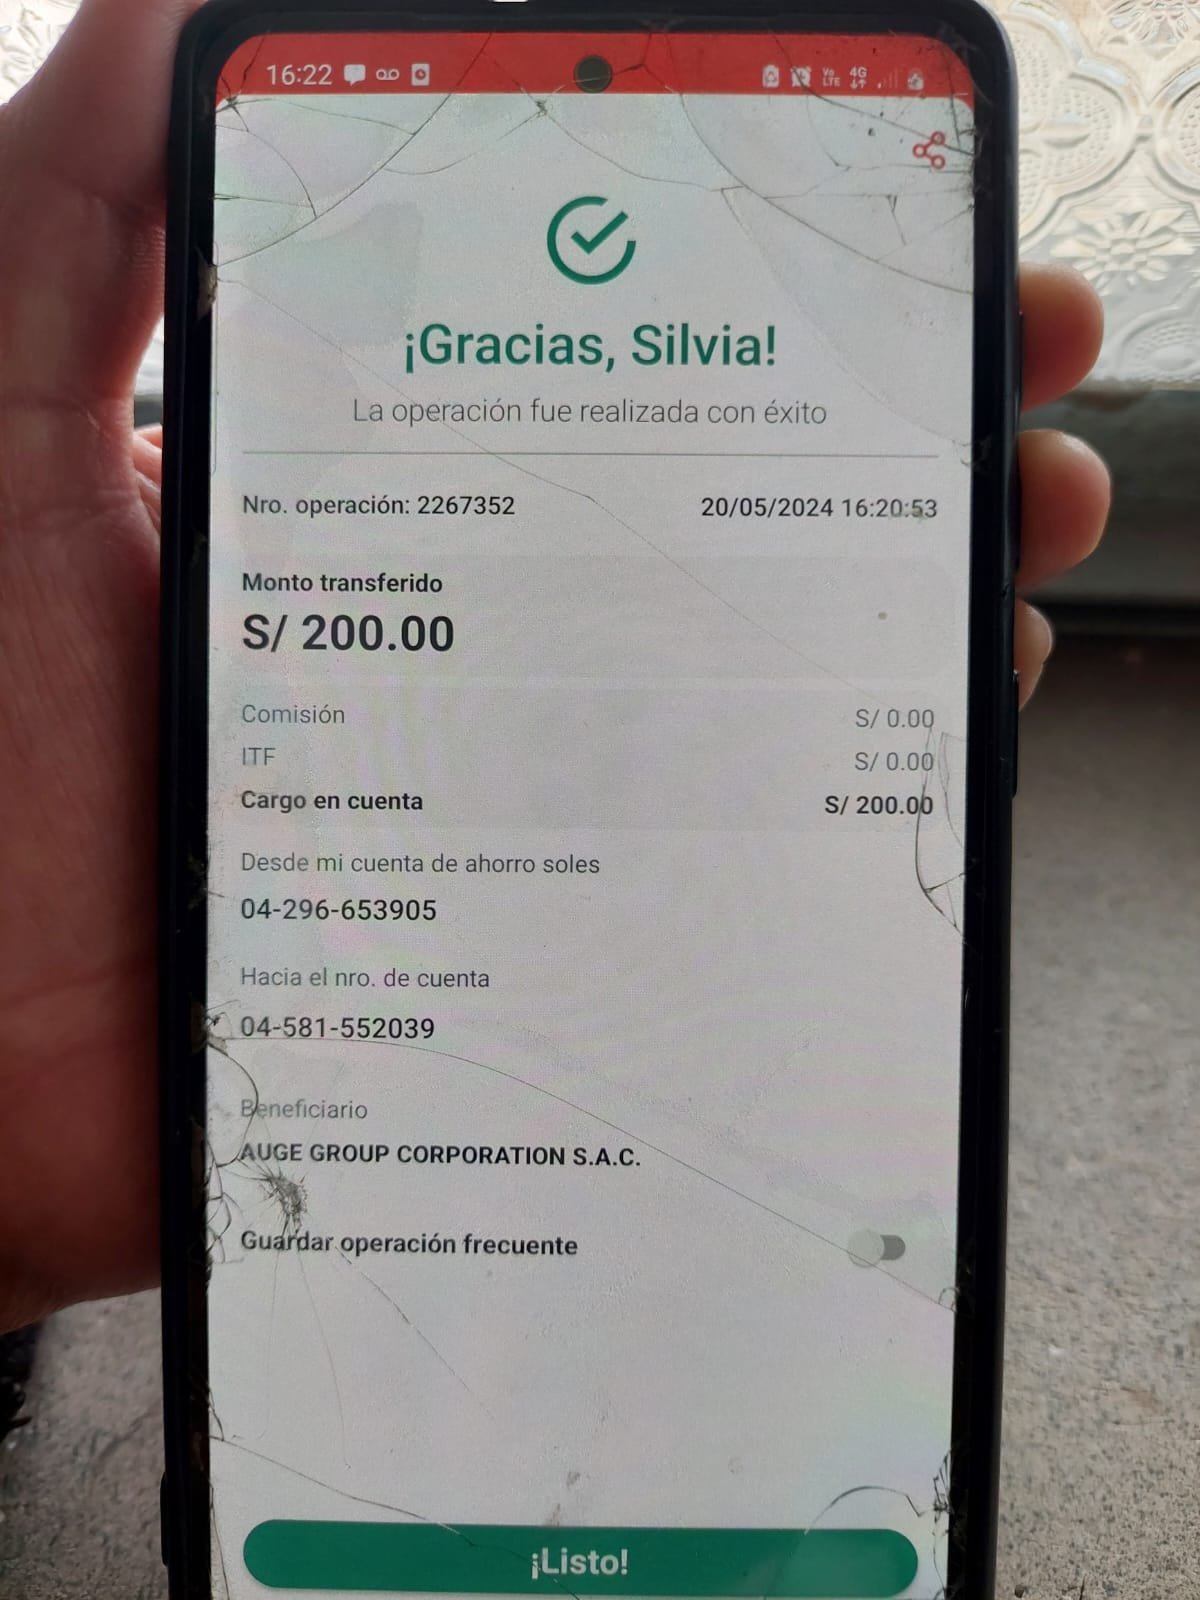 16:22
Vo LTE 4G
¡Gracias, Silvia!
La operación fue realizada con éxito
Nro. operación: 2267352 20/05/2024 16:20:53
Monto transferido
S/ 200.00
Comisión S/ 0.00
ITF S/ 0.00
Cargo en cuenta S/ 200.00
Desde mi cuenta de ahorro soles
04-296-653905
Hacia el nro. de cuenta
04-581-552039
Beneficiario
AUGE GROUP CORPORATION S.A.C.
Guardar operación frecuente
¡Listo!